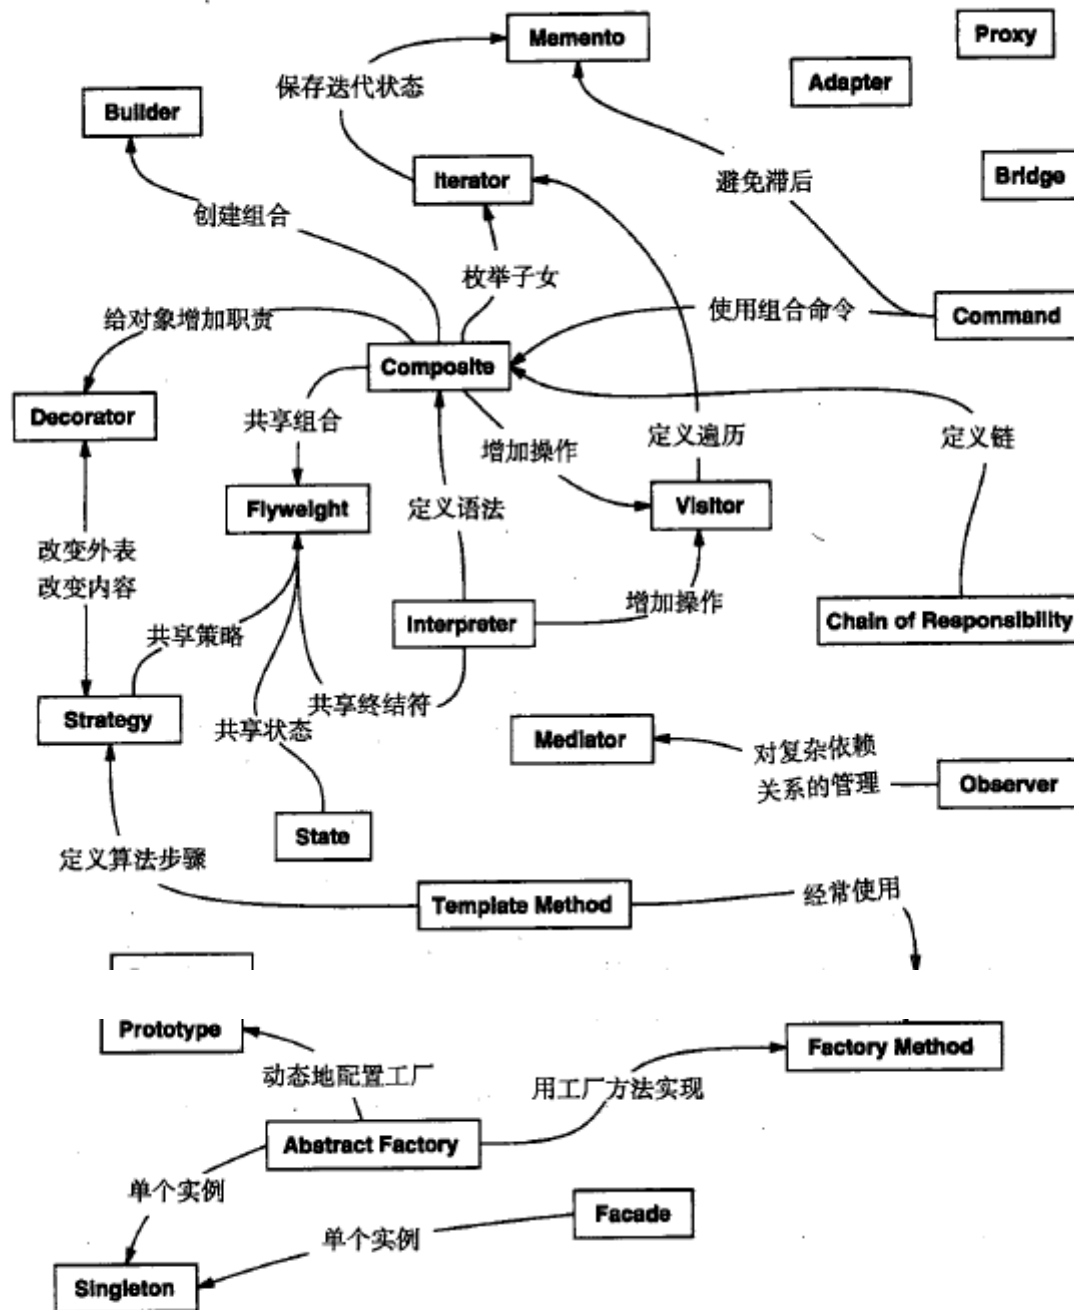 Memento
Proxy
Adapter
保存迭代状态
Builder
Iterator
避免滞后
Bridge
创建组合
枚举子女
给对象增加职责
使用组合命令
Command
Composite
Decorator
共享组合
增加操作
定义遍历
定义链
Flyweight
定义语法
Visitor
改变外表
改变内容
增加操作
共享策略
Interpreter
Chain of Responsibility
共享终结符
Strategy
共享状态
Mediator
对复杂依赖
关系的管理
Observer
State
定义算法步骤
Template Method
经常使用
Prototype
Factory Method
动态地配置工厂
用工厂方法实现
Abstract Factory
单个实例
Facade
单个实例
Singleton